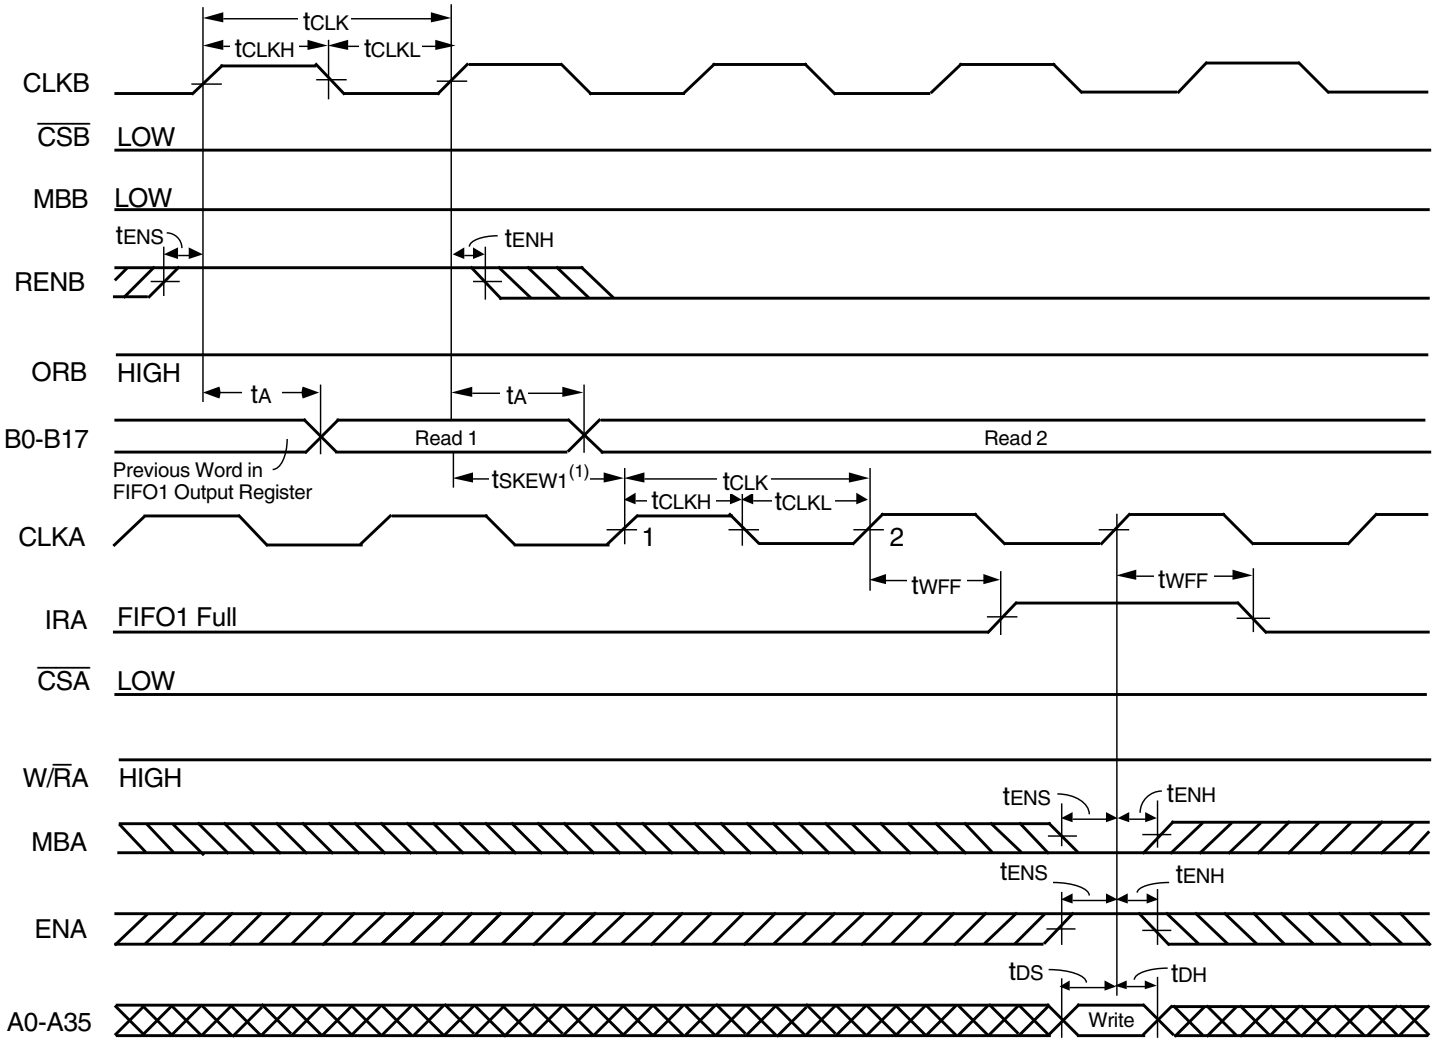 tCLK
tCLKH tCLKL
CLKB
CSB LOW
MBB LOW
tENS tENH
RENB
ORB HIGH
tA tA
B0-B17 Read 1 Read 2
Previous Word in
FIFO1 Output Register
tSKEW1(1) tCLK
tCLKH tCLKL
CLKA 1 2
tWFF tWFF
IRA FIFO1 Full
CSA LOW
W/RA HIGH
tENS tENH
MBA
tENS tENH
ENA
tDS tDH
A0-A35 Write